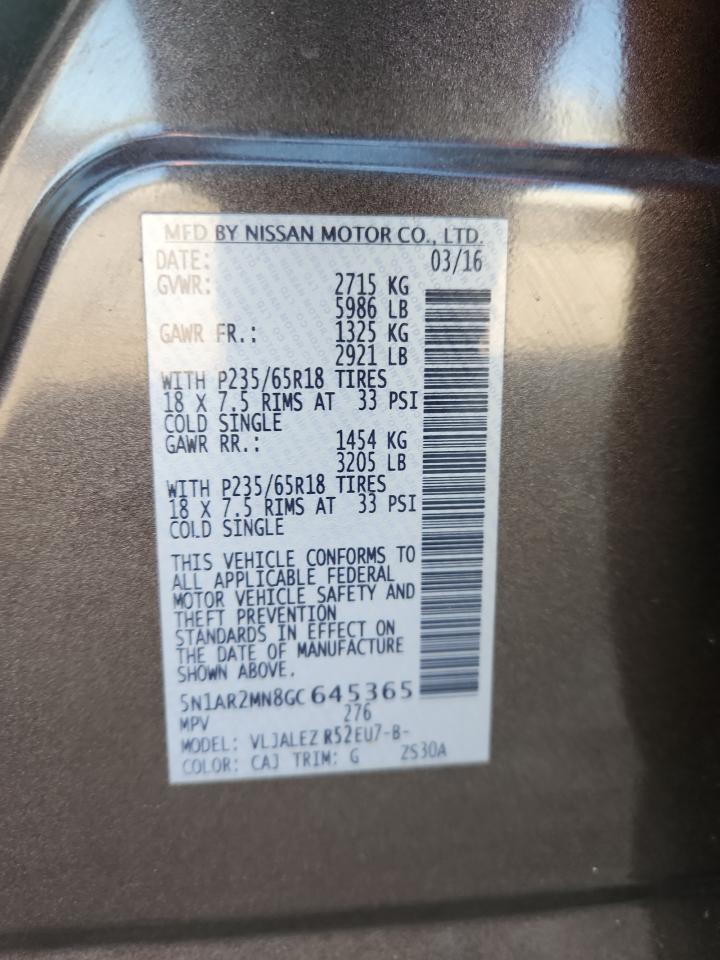 MFD BY NISSAN MOTOR CO., LTD.
DATE: 03/16
GVWR: 2715 KG
5986 LB
GAWR FR.: 1325 KG
2921 LB
WITH P235/65R18 TIRES
18 X 7.5 RIMS AT 33 PSI
COLD SINGLE
GAWR RR.: 1454 KG
3205 LB
WITH P235/65R18 TIRES
18 X 7.5 RIMS AT 33 PSI
COLD SINGLE
THIS VEHICLE CONFORMS TO
ALL APPLICABLE FEDERAL
MOTOR VEHICLE SAFETY AND
THEFT PREVENTION
STANDARDS IN EFFECT ON
THE DATE OF MANUFACTURE
SHOWN ABOVE.
5N1AR2MN8GC645365
MPV 276
MODEL: VLJALEZ R52EU7-B-
COLOR: CAJ TRIM: G 2S30A